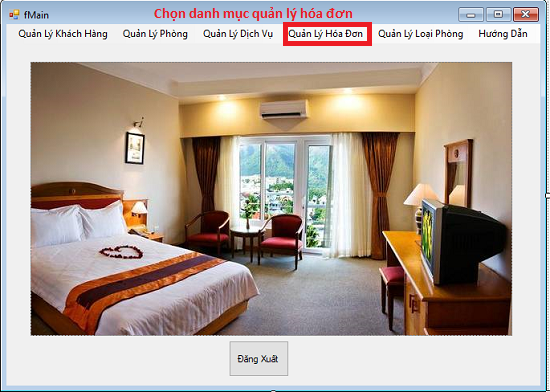 fMain
Chọn danh mục quản lý hóa đơn
Quản Lý Khách Hàng Quản Lý Phòng Quản Lý Dịch Vụ Quản Lý Hóa Đơn Quản Lý Loại Phòng Hướng Dẫn
Đăng Xuất